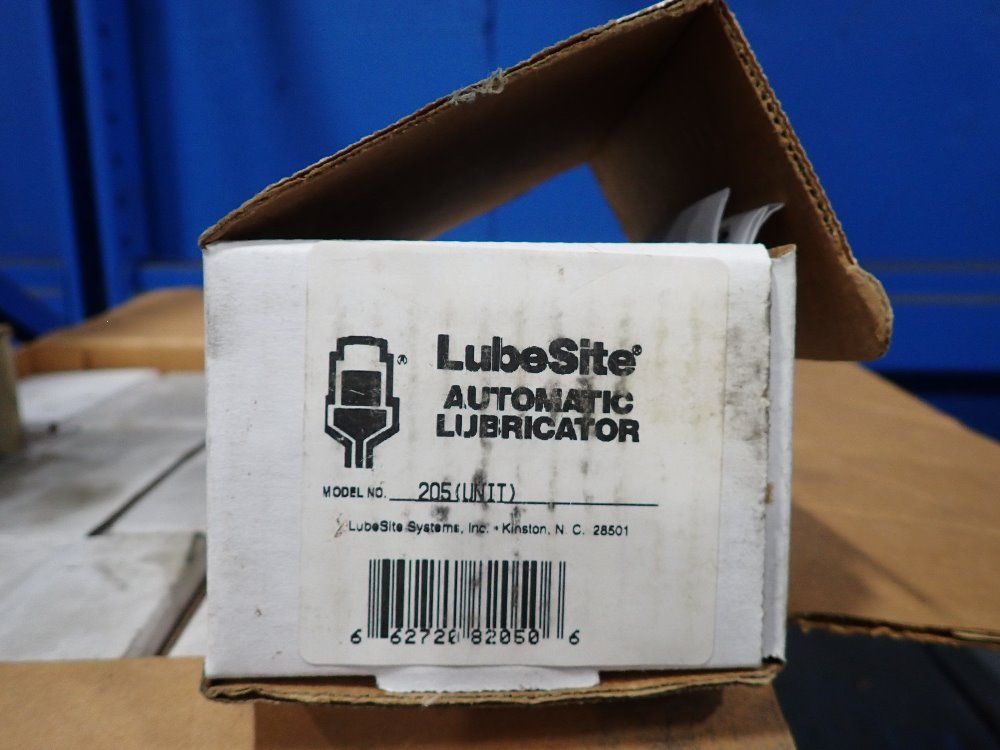 LubeSite®
AUTOMATIC
LUBRICATOR
®
MODEL NO. 205(UNIT)
LubeSite Systems, Inc. • Kinston, N. C. 28501
6 62720 82050 6